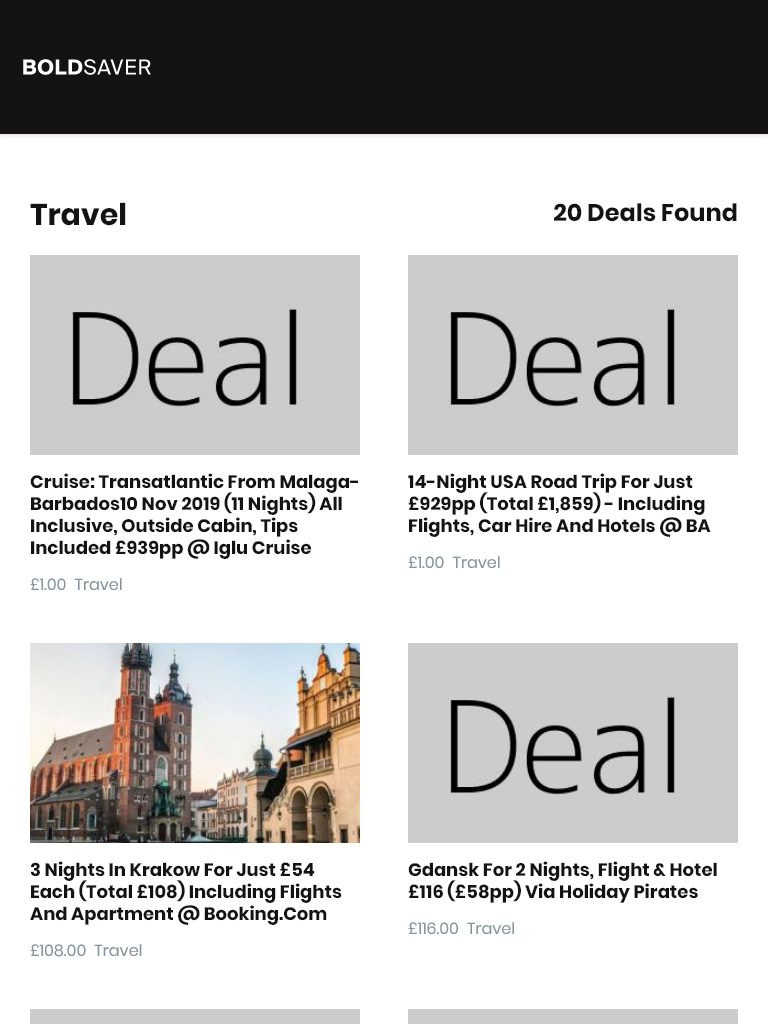 BOLDSAVER
Travel
20 Deals Found
Deal
Deal
Cruise: Transatlantic From Malaga-
Barbados10 Nov 2019 (11 Nights) All
Inclusive, Outside Cabin, Tips
Included £939pp @ Iglu Cruise
£1.00 Travel
14-Night USA Road Trip For Just
£929pp (Total £1,859) - Including
Flights, Car Hire And Hotels @ BA
£1.00 Travel
Deal
3 Nights In Krakow For Just £54
Each (Total £108) Including Flights
And Apartment @ Booking.Com
£108.00 Travel
Gdansk For 2 Nights, Flight & Hotel
£116 (£58pp) Via Holiday Pirates
£116.00 Travel